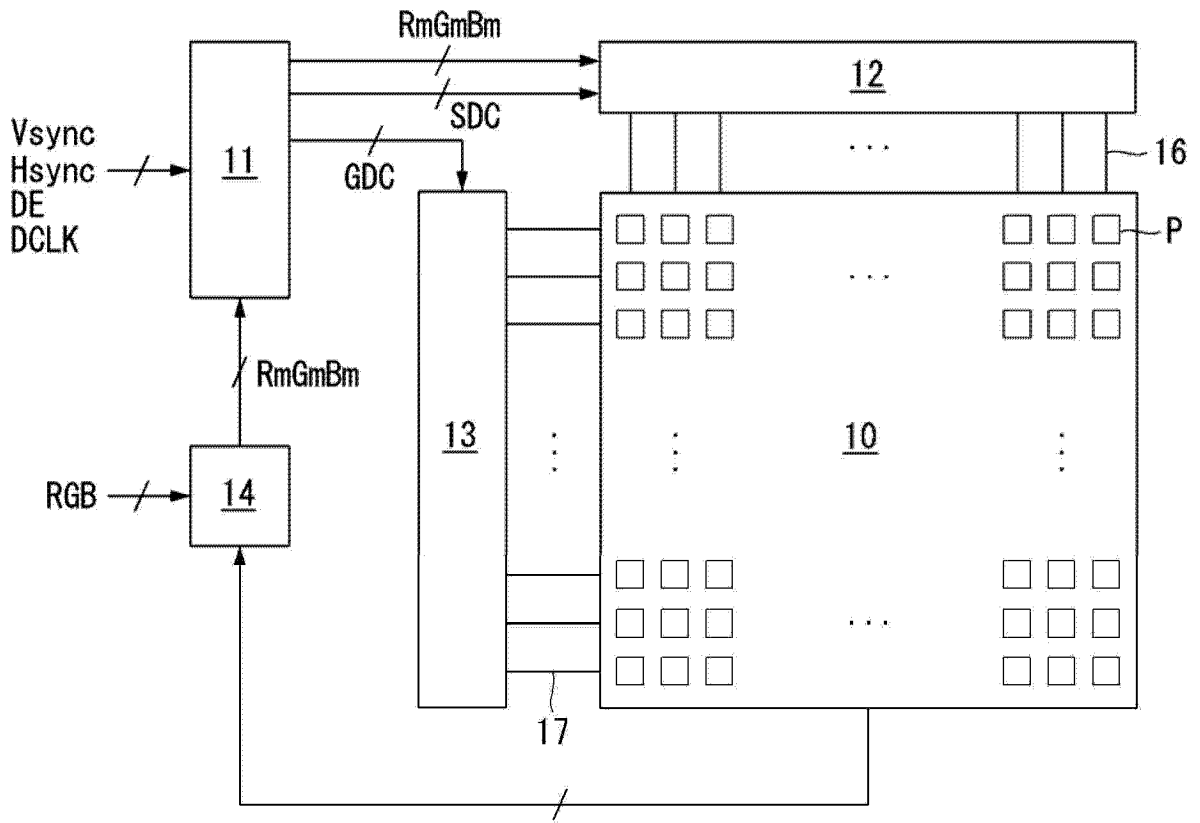 RmGmBm
12
SDC
Vsync
Hsync
DE
DCLK
11
GDC
16
P
RmGmBm
13
10
RGB
14
17